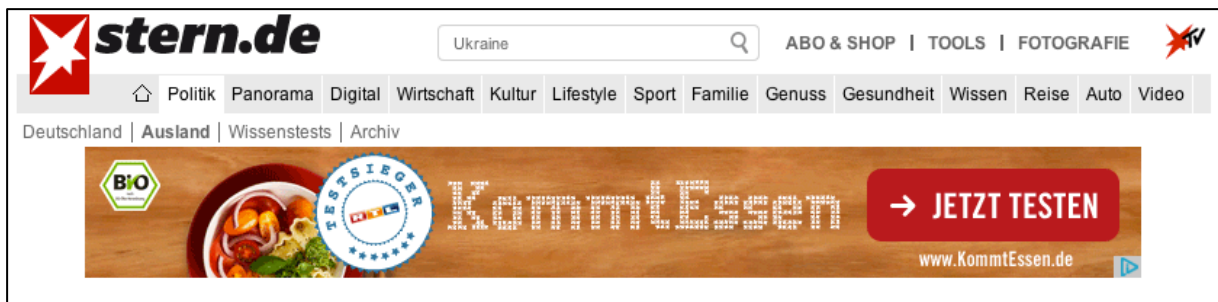 stern.de
Ukraine
ABO & SHOP | TOOLS | FOTOGRAFIE
TV
Politik Panorama Digital Wirtschaft Kultur Lifestyle Sport Familie Genuss Gesundheit Wissen Reise Auto Video
Deutschland | Ausland | Wissenstests | Archiv
BiO
TESTSIEGER
RTL
KommtEssen
→ JETZT TESTEN
www.KommtEssen.de